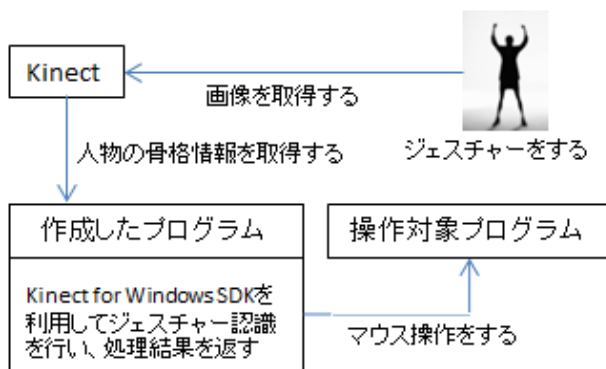 Kinect
画像を取得する
人物の骨格情報を取得する
ジェスチャーをする
作成したプログラム
操作対象プログラム
Kinect for Windows SDKを
利用してジェスチャー認識
を行い、処理結果を返す
マウス操作をする